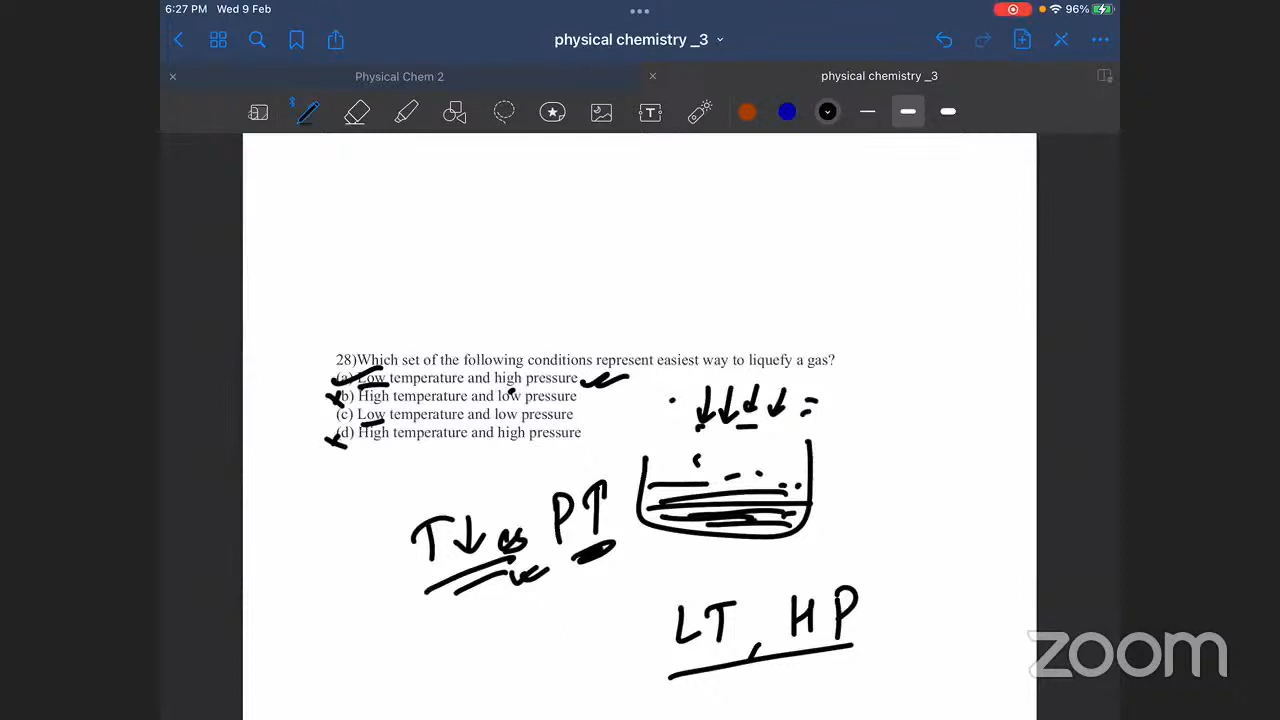 6:27 PM Wed 9 Feb
96%
physical chemistry _3
Physical Chem 2
physical chemistry _3
28)Which set of the following conditions represent easiest way to liquefy a gas?
(a) Low temperature and high pressure
(b) High temperature and low pressure
(c) Low temperature and low pressure
(d) High temperature and high pressure
↓↓↓↓ =
T↓ P↑
LT, HP
zoom